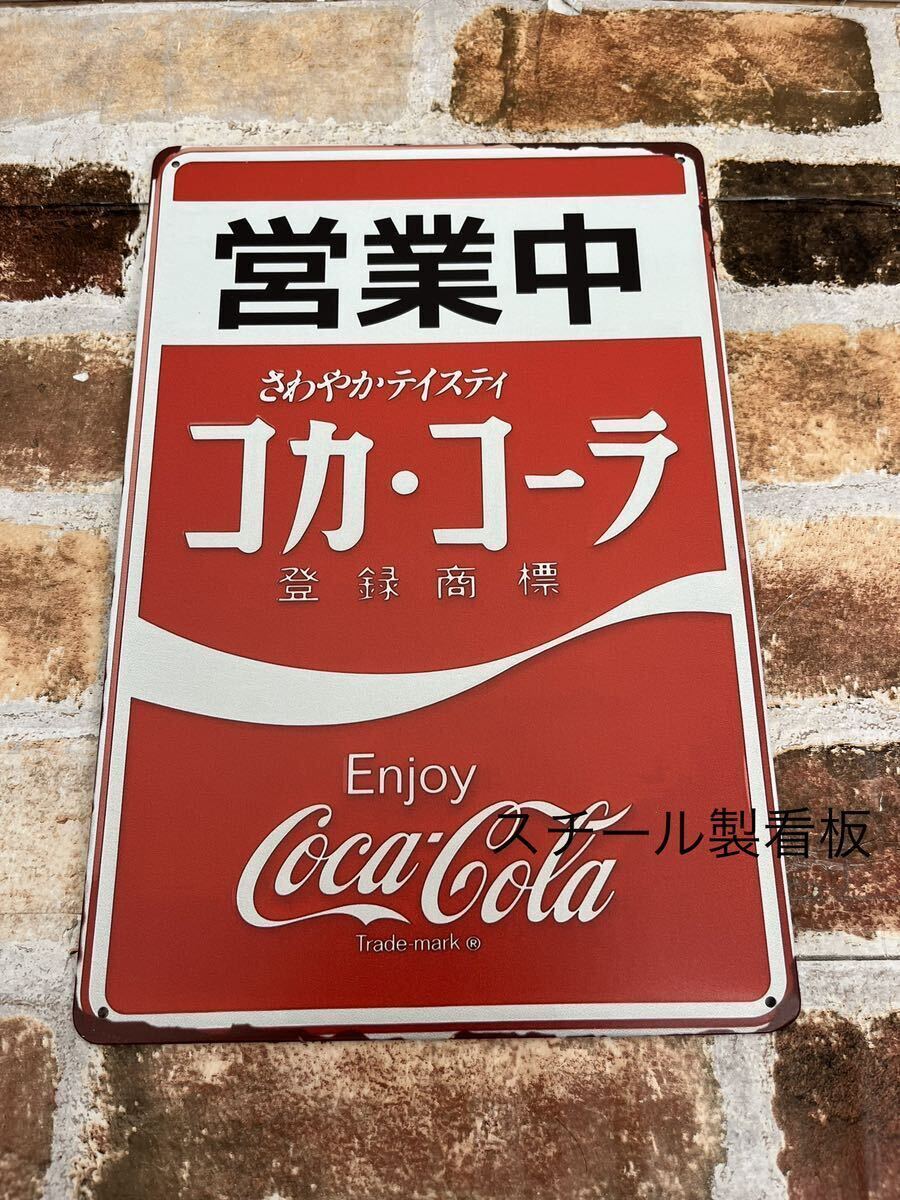 営業中
さわやかテイスティ
コカ・コーラ
登録商標
Enjoy
Coca-Cola
スチール製看板
Trade-mark ®